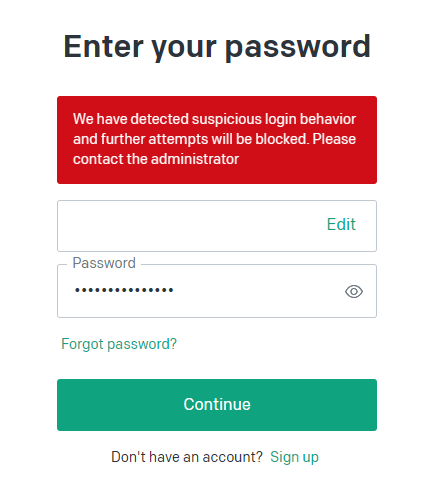 Enter your password
We have detected suspicious login behavior
and further attempts will be blocked. Please
contact the administrator
Edit
Password
•••••••••••••••
Forgot password?
Continue
Don't have an account? Sign up